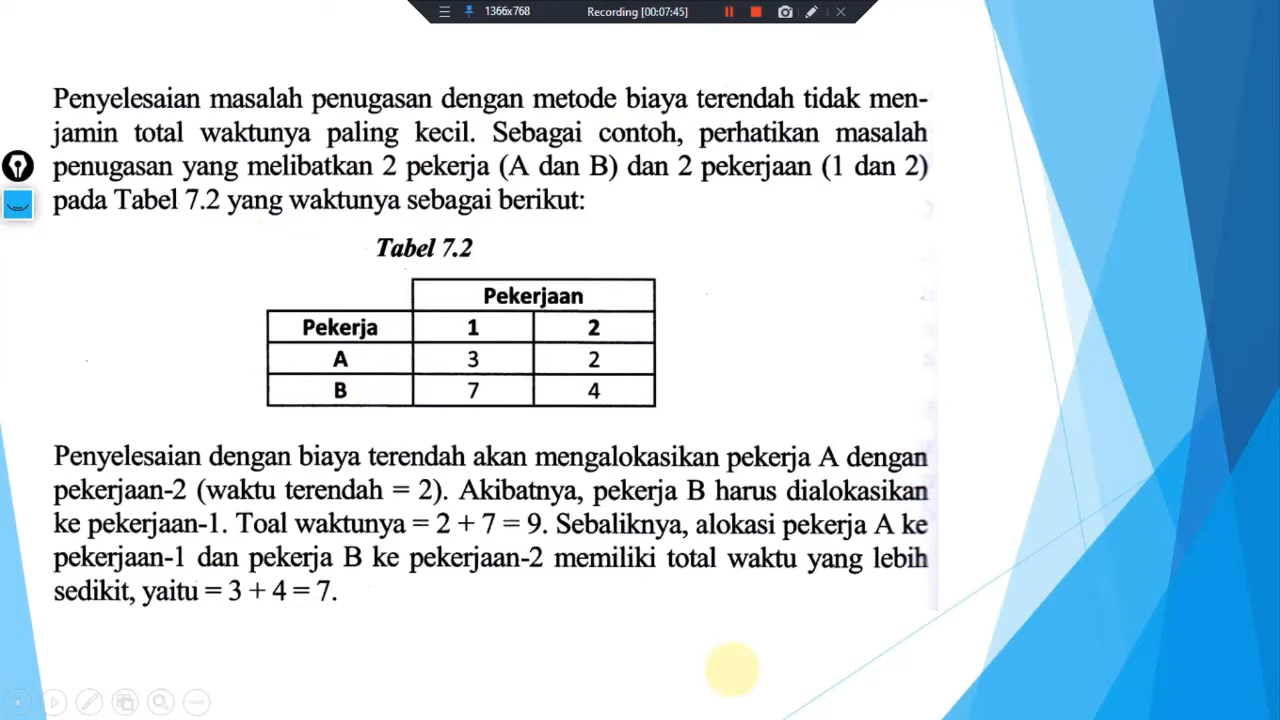 1366x768 Recording [00:07:45]
Penyelesaian masalah penugasan dengan metode biaya terendah tidak men-
jamin total waktunya paling kecil. Sebagai contoh, perhatikan masalah
penugasan yang melibatkan 2 pekerja (A dan B) dan 2 pekerjaan (1 dan 2)
pada Tabel 7.2 yang waktunya sebagai berikut:
Tabel 7.2
Pekerjaan
Pekerja 1 2
A 3 2
B 7 4
Penyelesaian dengan biaya terendah akan mengalokasikan pekerja A dengan
pekerjaan-2 (waktu terendah = 2). Akibatnya, pekerja B harus dialokasikan
ke pekerjaan-1. Toal waktunya = 2 + 7 = 9. Sebaliknya, alokasi pekerja A ke
pekerjaan-1 dan pekerja B ke pekerjaan-2 memiliki total waktu yang lebih
sedikit, yaitu = 3 + 4 = 7.